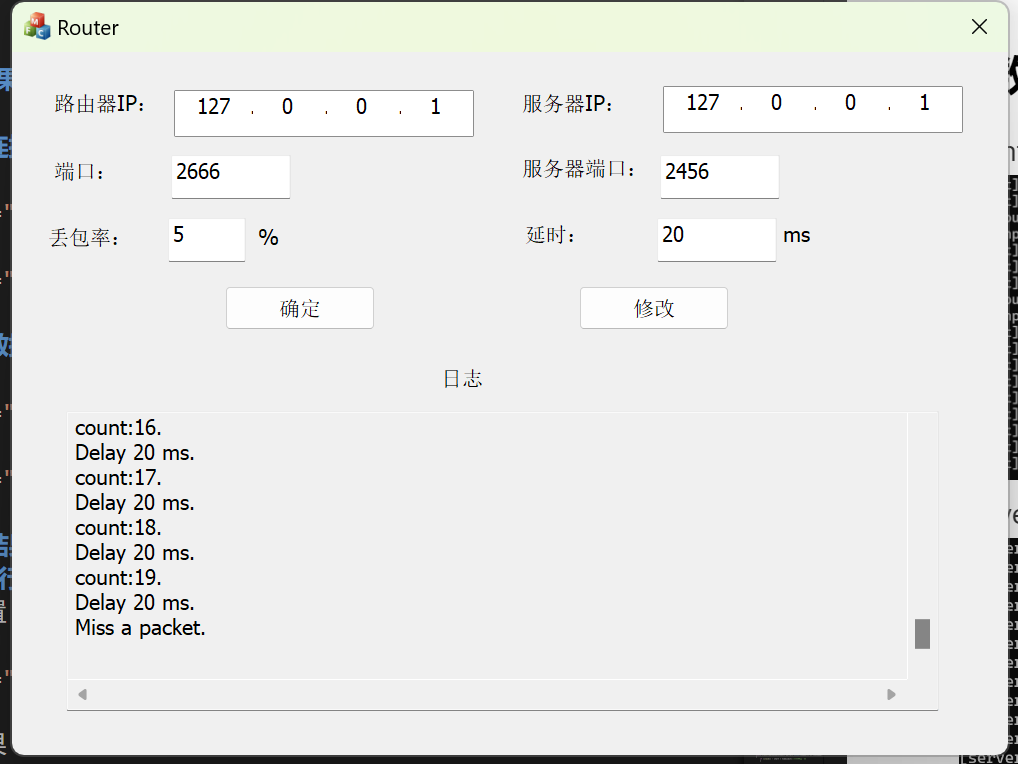 Router
路由器IP： 127 . 0 . 0 . 1 服务器IP： 127 . 0 . 0 . 1
端口： 2666 服务器端口： 2456
丢包率： 5 % 延时： 20 ms
确定 修改
日志
count:16.
Delay 20 ms.
count:17.
Delay 20 ms.
count:18.
Delay 20 ms.
count:19.
Delay 20 ms.
Miss a packet.